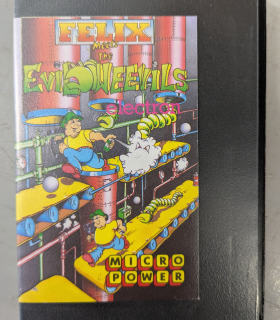 FELIX
MEETS
THE
EVIL WEEVILS
electron
MICRO
POWER